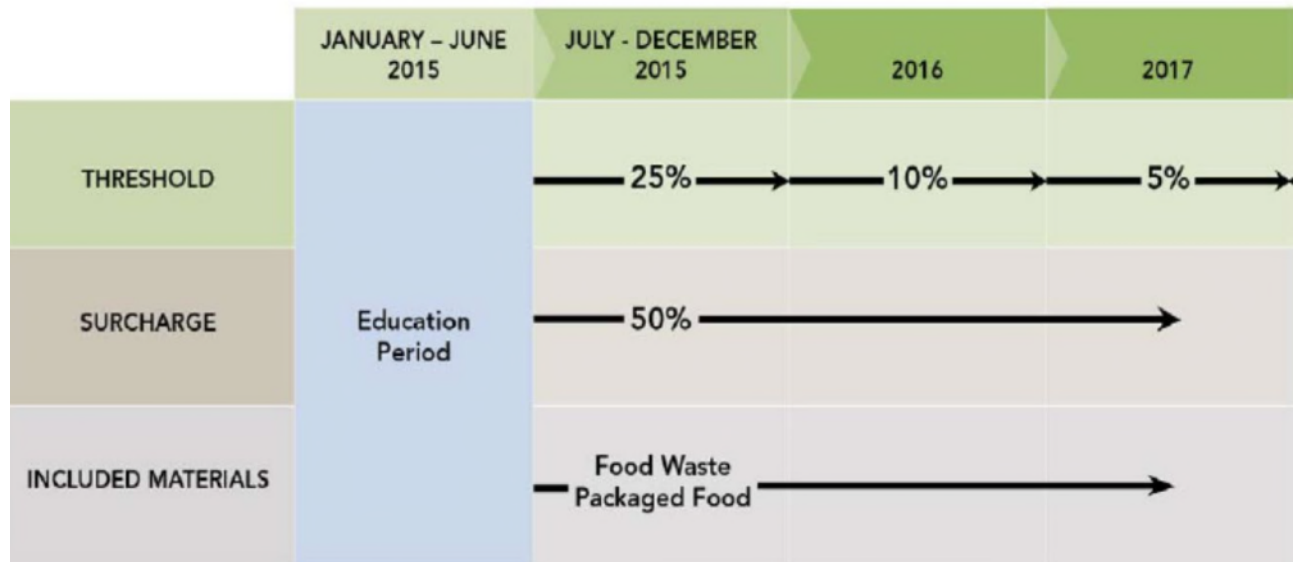 JANUARY – JUNE
2015
JULY - DECEMBER
2015
2016
2017
THRESHOLD
25%
10%
5%
SURCHARGE
Education
Period
50%
INCLUDED MATERIALS
Food Waste
Packaged Food